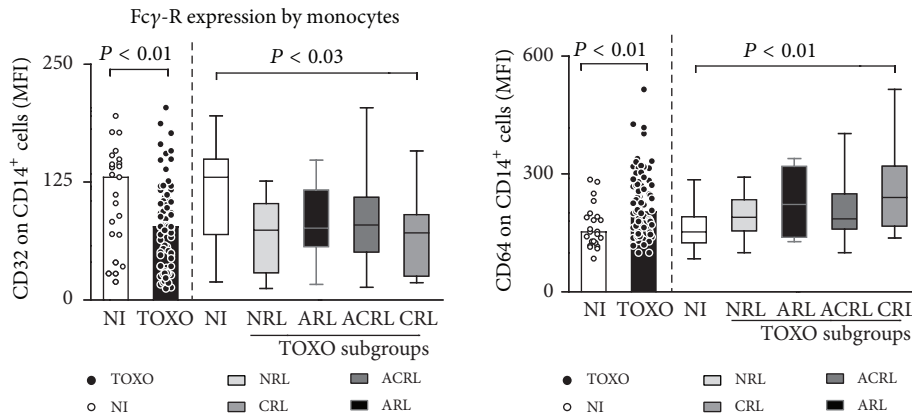 Fcγ-R expression by monocytes
CD32 on CD14+ cells (MFI)
250
125
0
P < 0.01
P < 0.03
NI TOXO NI NRL ARL ACRL CRL
TOXO subgroups
TOXO NRL ACRL
NI CRL ARL
CD64 on CD14+ cells (MFI)
600
300
0
P < 0.01
P < 0.01
NI TOXO NI NRL ARL ACRL CRL
TOXO subgroups
TOXO NRL ACRL
NI CRL ARL